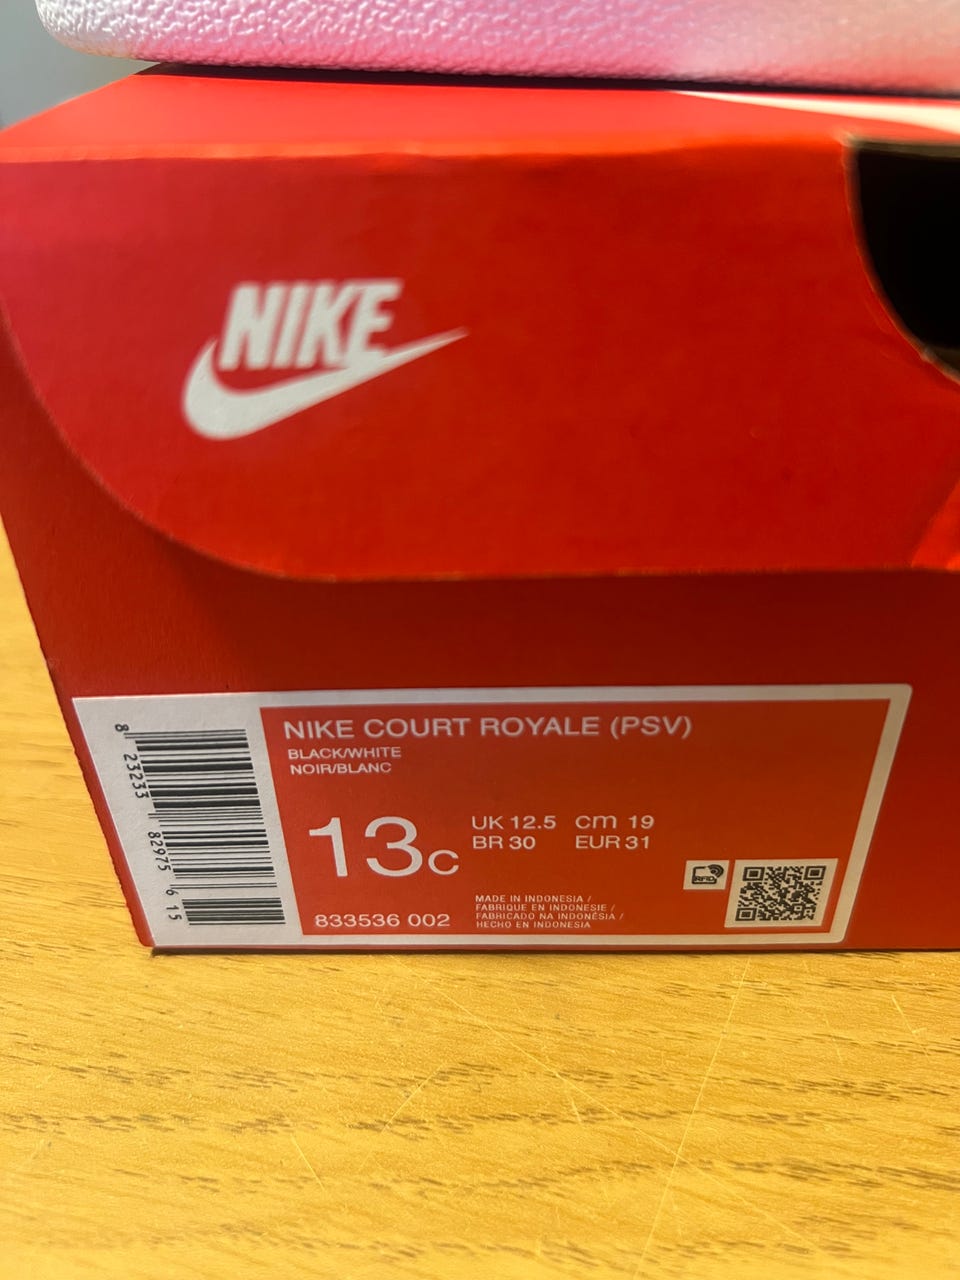 NIKE
NIKE COURT ROYALE (PSV)
BLACK/WHITE
NOIR/BLANC
13C
UK 12.5 cm 19
BR 30 EUR 31
833536 002
MADE IN INDONESIA /
FABRIQUE EN INDONESIE /
FABRICADO NA INDONÉSIA /
HECHO EN INDONESIA
RFID
8 23233 82975 6 15